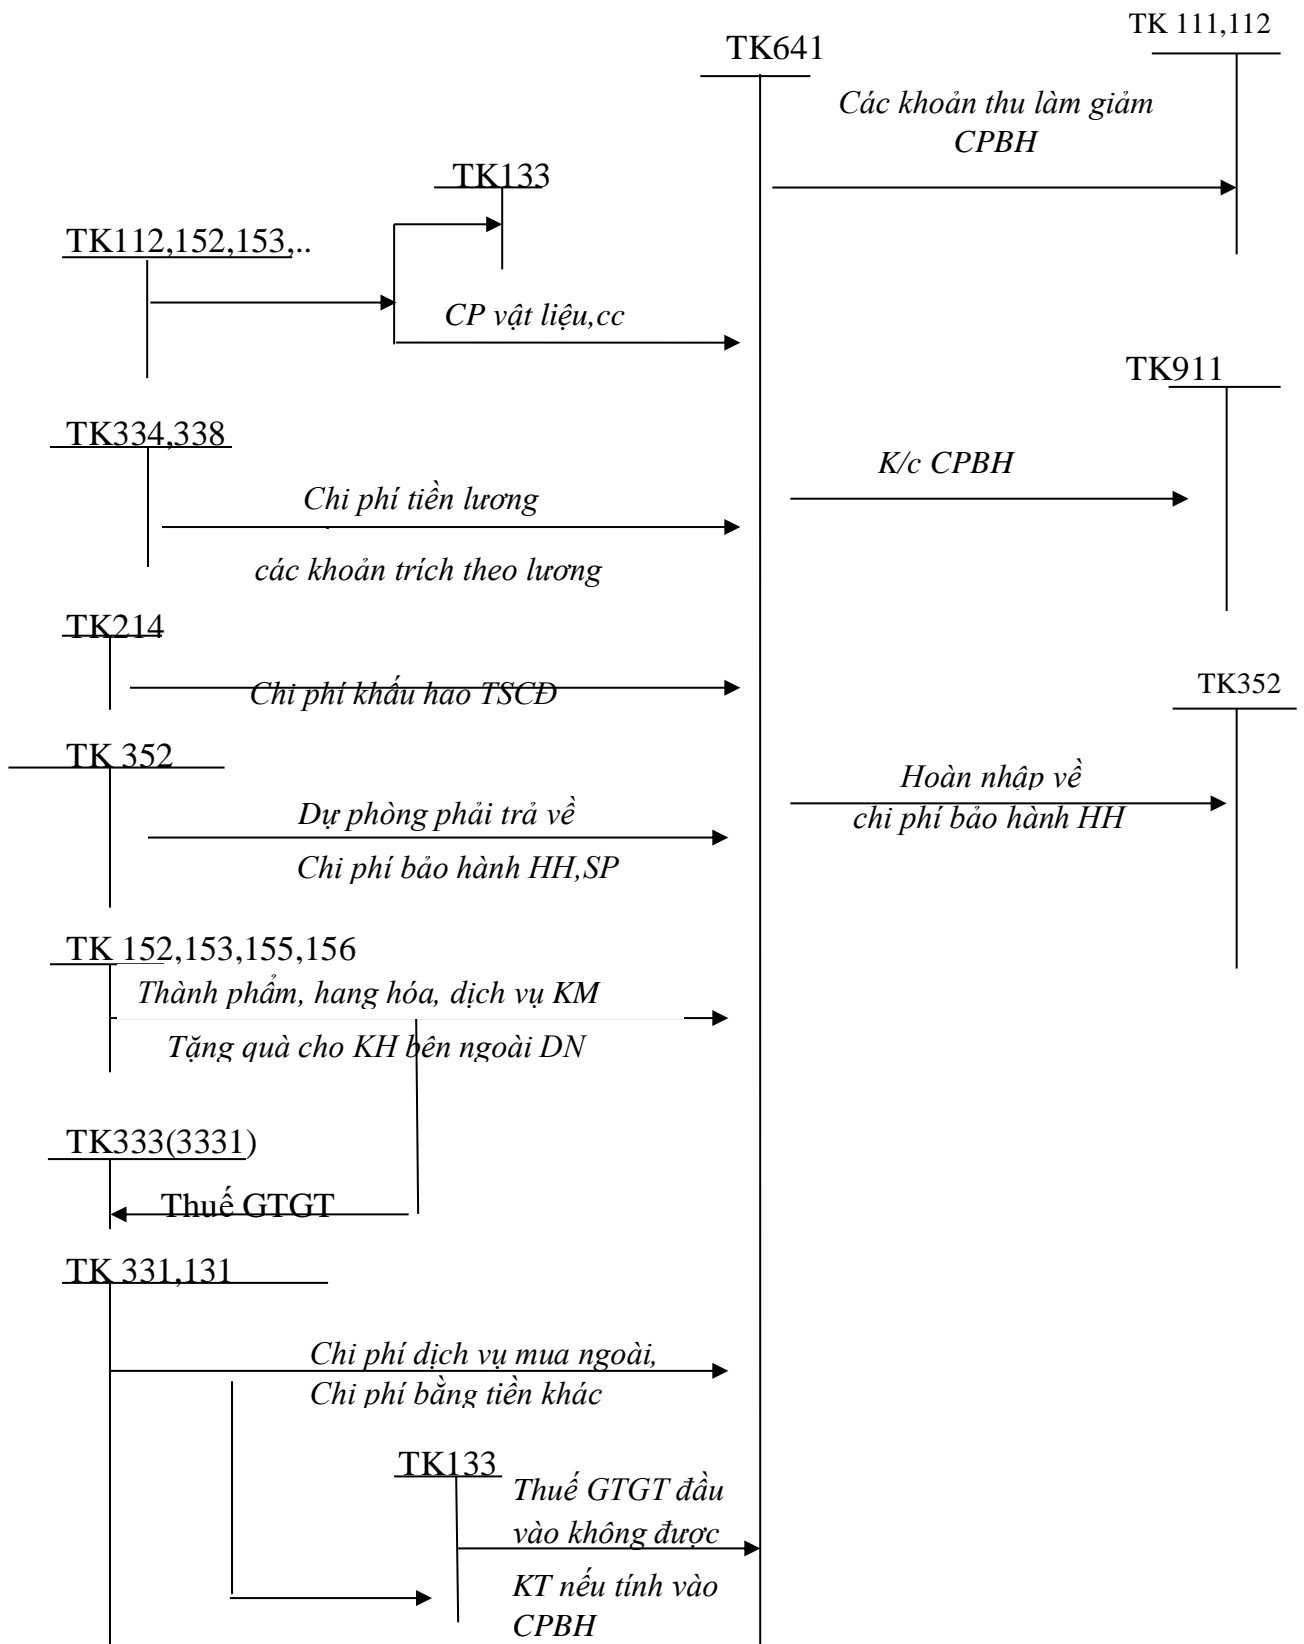 TK 111,112
TK641
Các khoản thu làm giảm
CPBH
TK133
TK112,152,153,..
CP vật liệu,cc
TK911
TK334,338
K/c CPBH
Chi phí tiền lương
các khoản trích theo lương
TK214
Chi phí khấu hao TSCĐ
TK352
TK 352
Hoàn nhập về
chi phí bảo hành HH
Dự phòng phải trả về
Chi phí bảo hành HH,SP
TK 152,153,155,156
Thành phẩm, hang hóa, dịch vụ KM
Tặng quà cho KH bên ngoài DN
TK333(3331)
Thuế GTGT
TK 331,131
Chi phí dịch vụ mua ngoài,
Chi phí bằng tiền khác
TK133
Thuế GTGT đầu
vào không được
KT nếu tính vào
CPBH